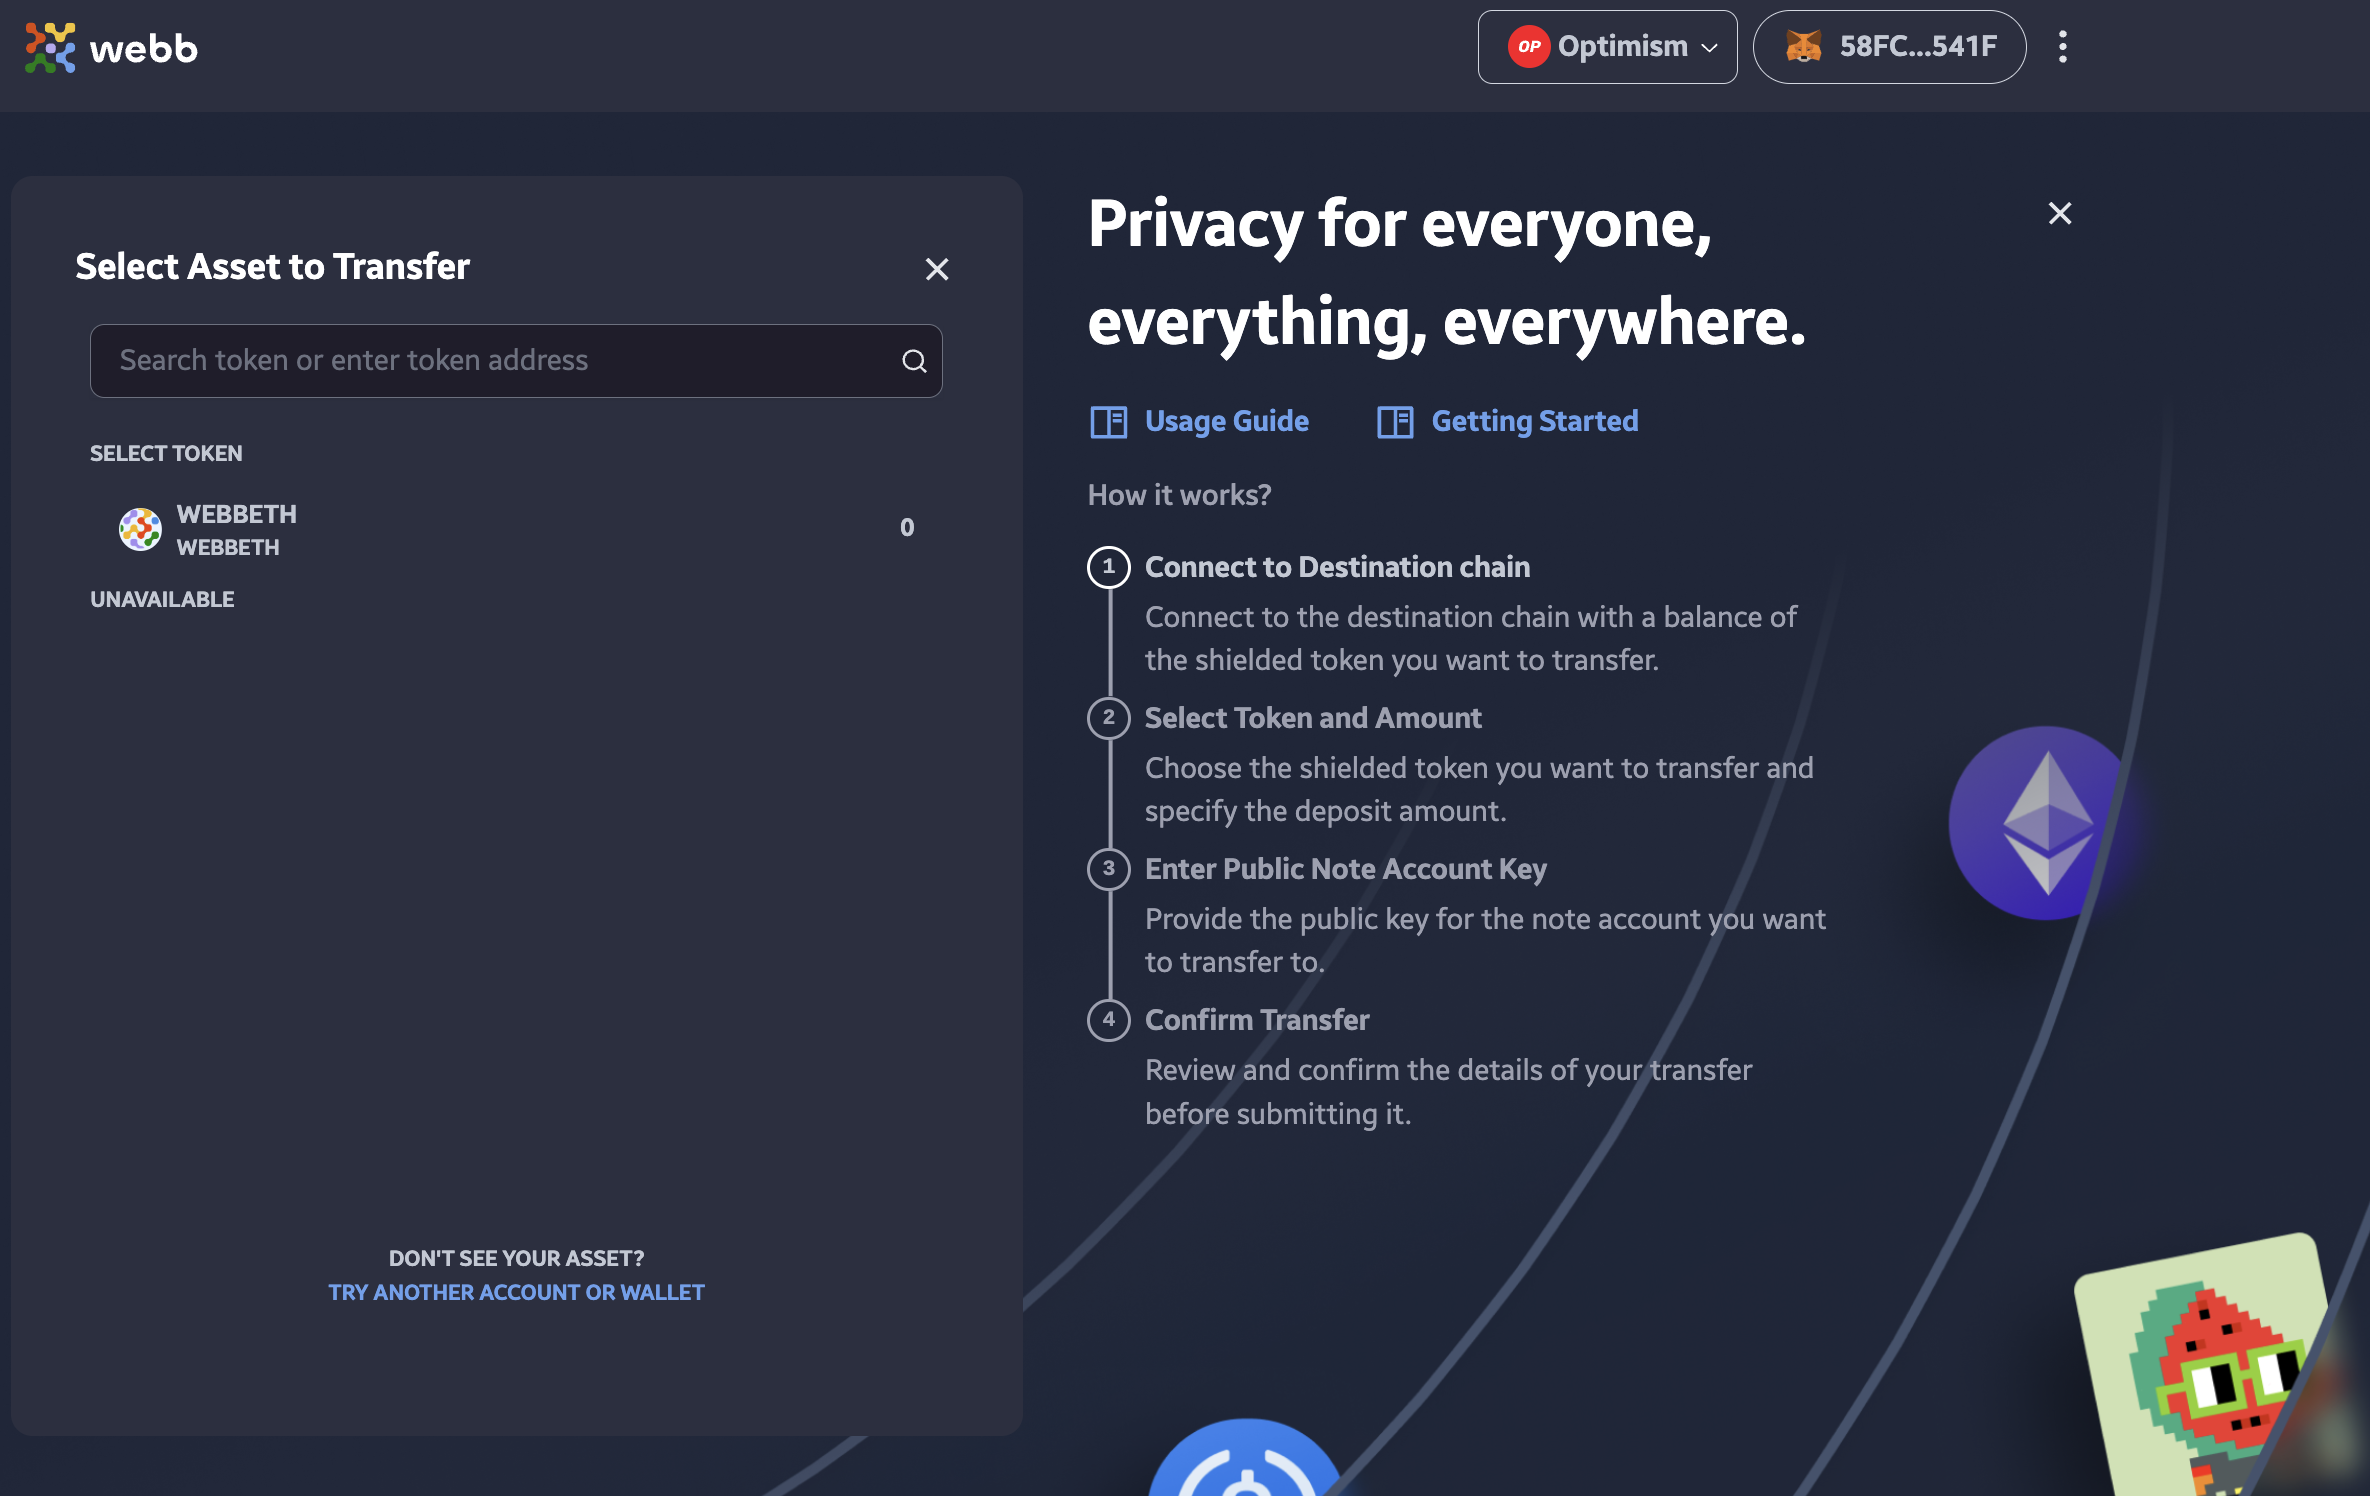 webb
OP Optimism
58FC...541F
Select Asset to Transfer
Search token or enter token address
SELECT TOKEN
WEBBETH
WEBBETH
0
UNAVAILABLE
DON'T SEE YOUR ASSET?
TRY ANOTHER ACCOUNT OR WALLET
Privacy for everyone,
everything, everywhere.
Usage Guide
Getting Started
How it works?
1 Connect to Destination chain
Connect to the destination chain with a balance of
the shielded token you want to transfer.
2 Select Token and Amount
Choose the shielded token you want to transfer and
specify the deposit amount.
3 Enter Public Note Account Key
Provide the public key for the note account you want
to transfer to.
4 Confirm Transfer
Review and confirm the details of your transfer
before submitting it.